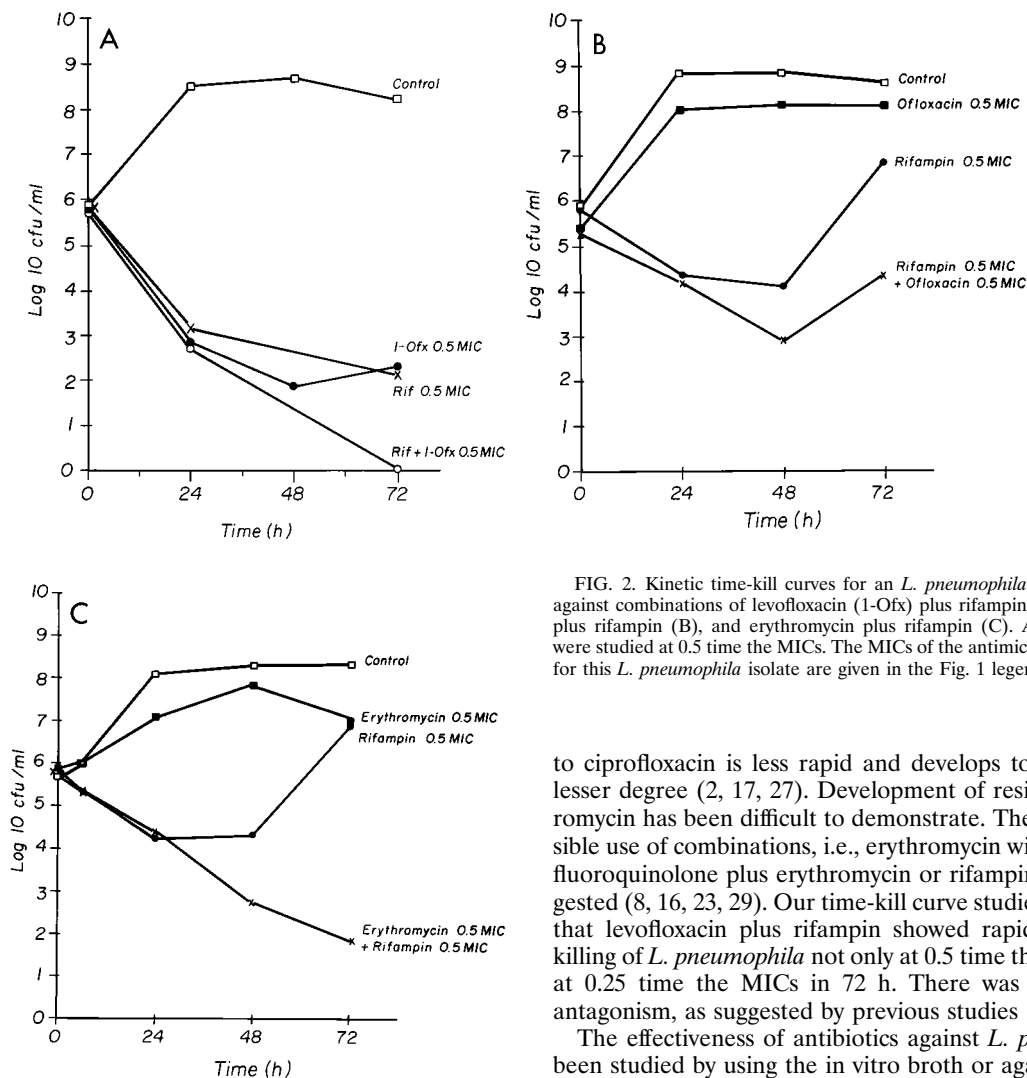 A
10
9
8
7
6
5
4
3
2
1
0
Log 10 cfu/ml
Control
1-Ofx 0.5 MIC
Rif 0.5 MIC
Rif + 1-Ofx 0.5 MIC
0 24 48 72
Time (h)
B
10
9
8
7
6
5
4
3
2
1
0
Log 10 cfu/ml
Control
Ofloxacin 0.5 MIC
Rifampin 0.5 MIC
Rifampin 0.5 MIC
+ Ofloxacin 0.5 MIC
0 24 48 72
Time (h)
C
10
9
8
7
6
5
4
3
2
1
0
Log 10 cfu/ml
Control
Erythromycin 0.5 MIC
Rifampin 0.5 MIC
Erythromycin 0.5 MIC
+ Rifampin 0.5 MIC
0 24 48 72
Time (h)
FIG. 2. Kinetic time-kill curves for an L. pneumophila
against combinations of levofloxacin (1-Ofx) plus rifampin
plus rifampin (B), and erythromycin plus rifampin (C). A
were studied at 0.5 time the MICs. The MICs of the antimic
for this L. pneumophila isolate are given in the Fig. 1 leger
to ciprofloxacin is less rapid and develops to
lesser degree (2, 17, 27). Development of resi
romycin has been difficult to demonstrate. The
sible use of combinations, i.e., erythromycin wi
fluoroquinolone plus erythromycin or rifampin
gested (8, 16, 23, 29). Our time-kill curve studie
that levofloxacin plus rifampin showed rapid
killing of L. pneumophila not only at 0.5 time th
at 0.25 time the MICs in 72 h. There was
antagonism, as suggested by previous studies
The effectiveness of antibiotics against L. p
been studied by using the in vitro broth or aga